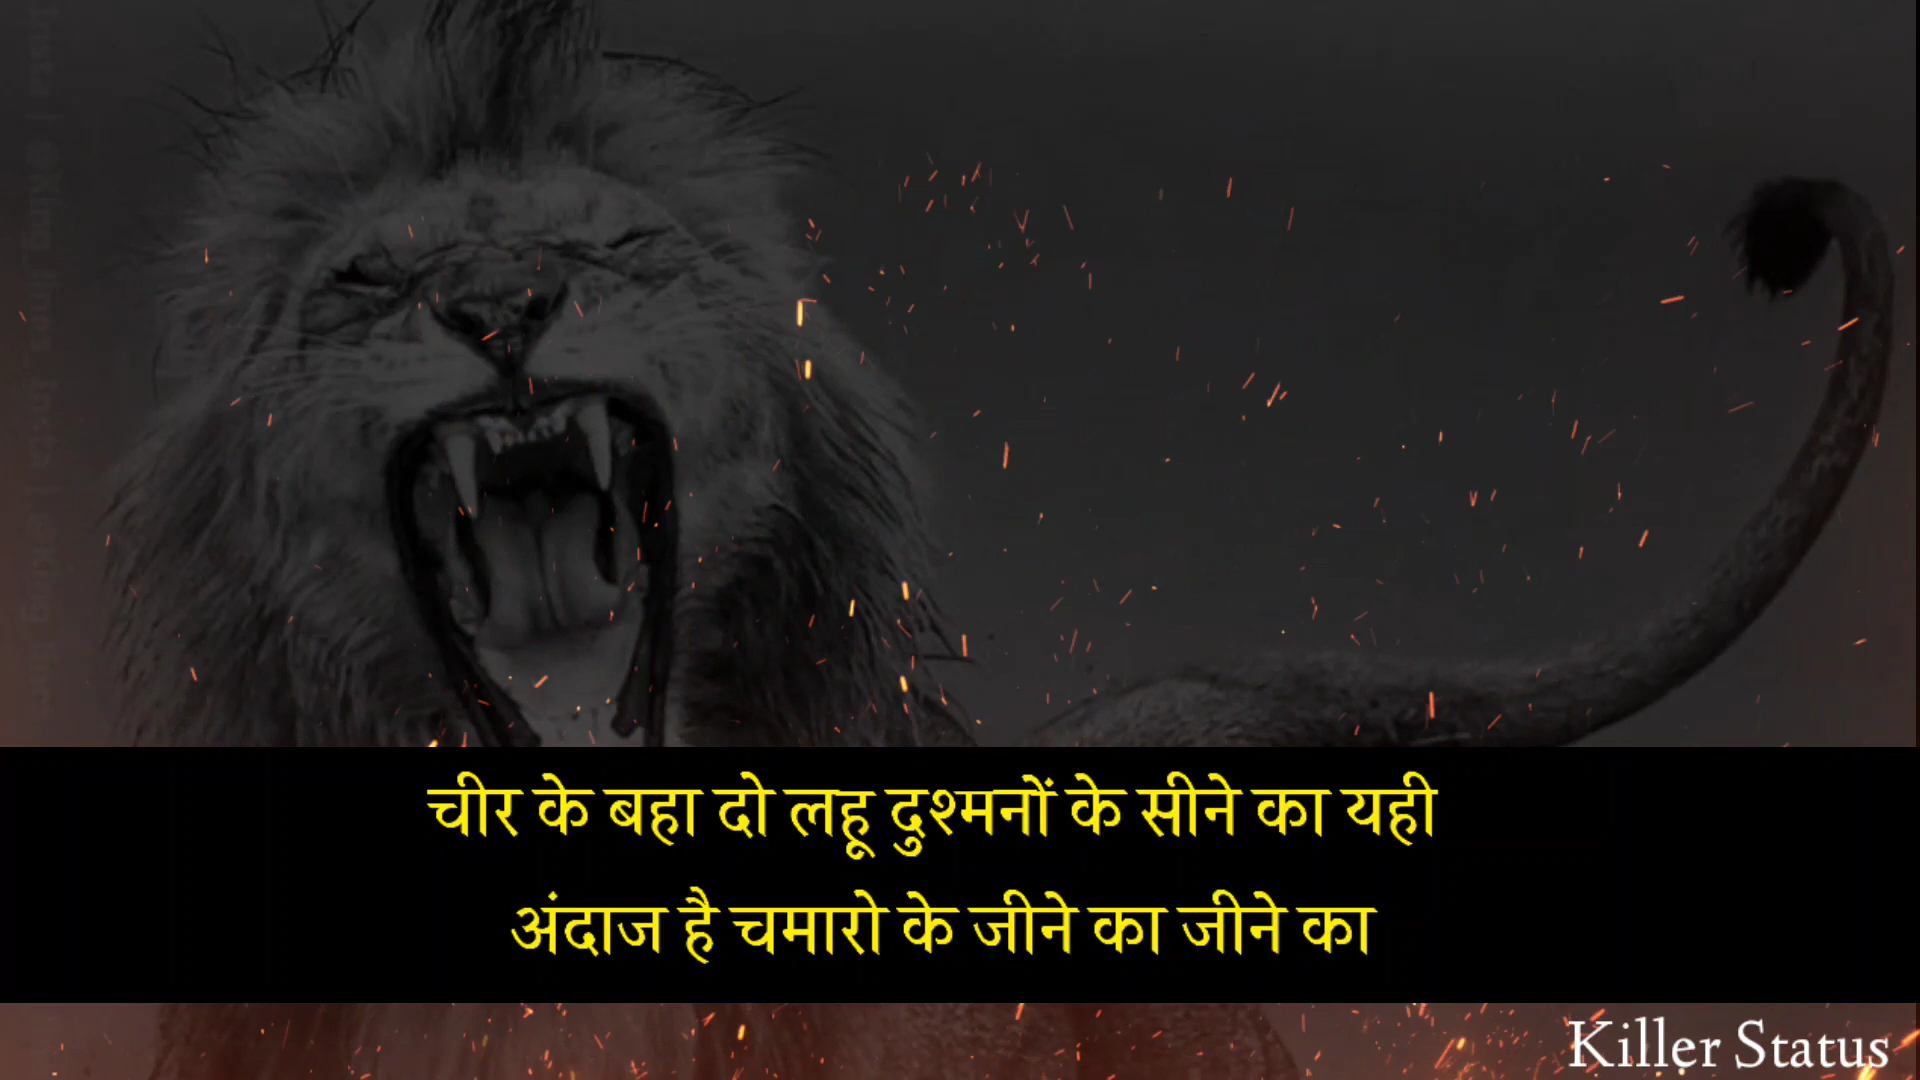 चीर के बहा दो लहू दुश्मनों के सीने का यही
अंदाज है चमारो के जीने का जीने का
Killer Status